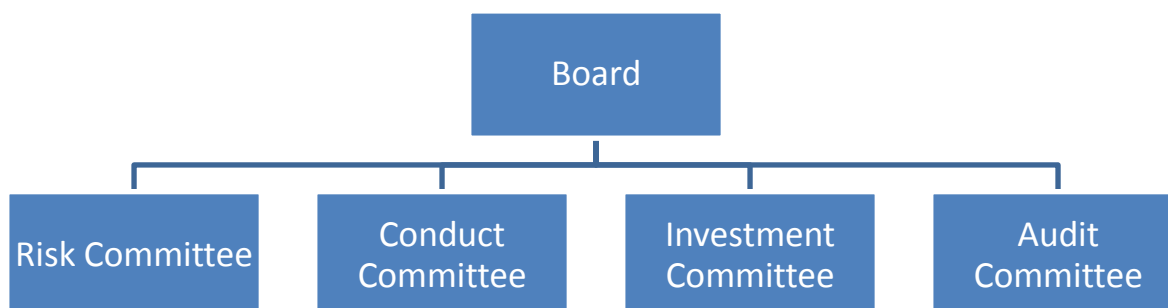 Board
Risk Committee
Conduct
Committee
Investment
Committee
Audit
Committee